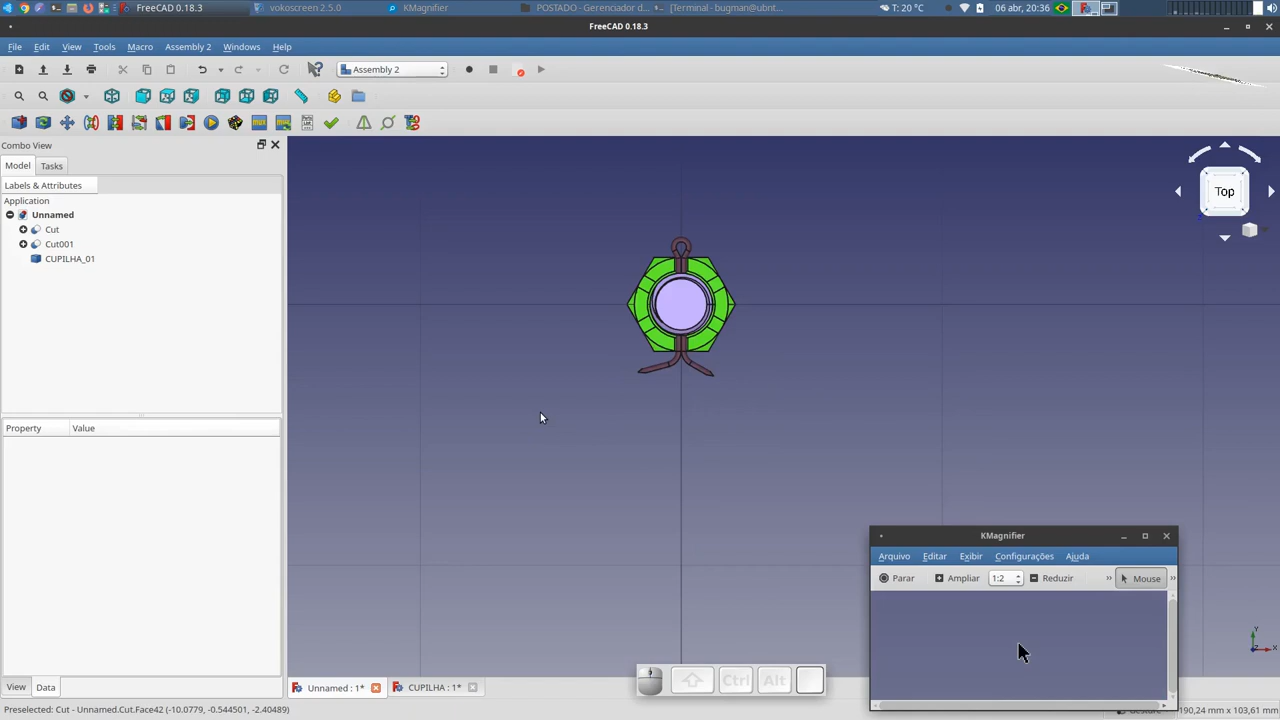 FreeCAD 0.18.3
vokoscreen 2.5.0
KMagnifier
POSTADO - Gerenciador d...
[Terminal - bugman@ubnt...
T: 20 °C
06 abr, 20:36
FreeCAD 0.18.3
File Edit View Tools Macro Assembly 2 Windows Help
Assembly 2
Combo View
Model Tasks
Labels & Attributes
Application
Unnamed
Cut
Cut001
CUPILHA_01
Top
Property Value
KMagnifier
Arquivo Editar Exibir Configurações Ajuda
Parar Ampliar 1:2 Reduzir » Mouse »
Ctrl Alt
View Data
Unnamed : 1*
CUPILHA : 1*
Y
X
Preselected: Cut - Unnamed.Cut.Face42 (-10.0779, -0.544501, -2.40489)
190,24 mm x 103,61 mm